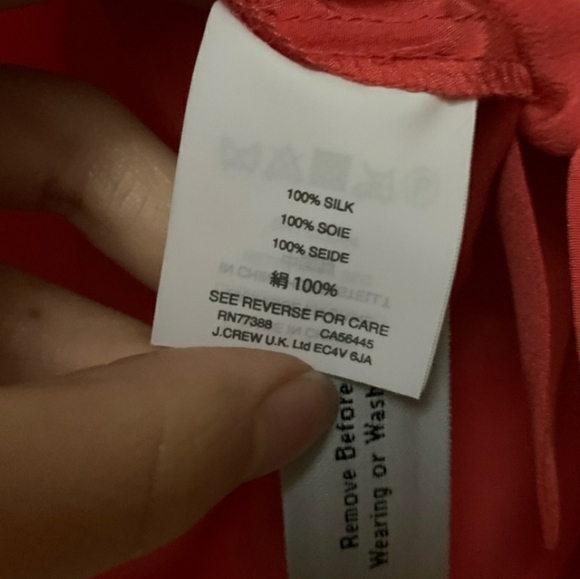 100% SILK
100% SOIE
100% SEIDE
絹 100%
SEE REVERSE FOR CARE
RN77388 CA56445
J.CREW U.K. Ltd EC4V 6JA
Remove Before
Wearing or Wash